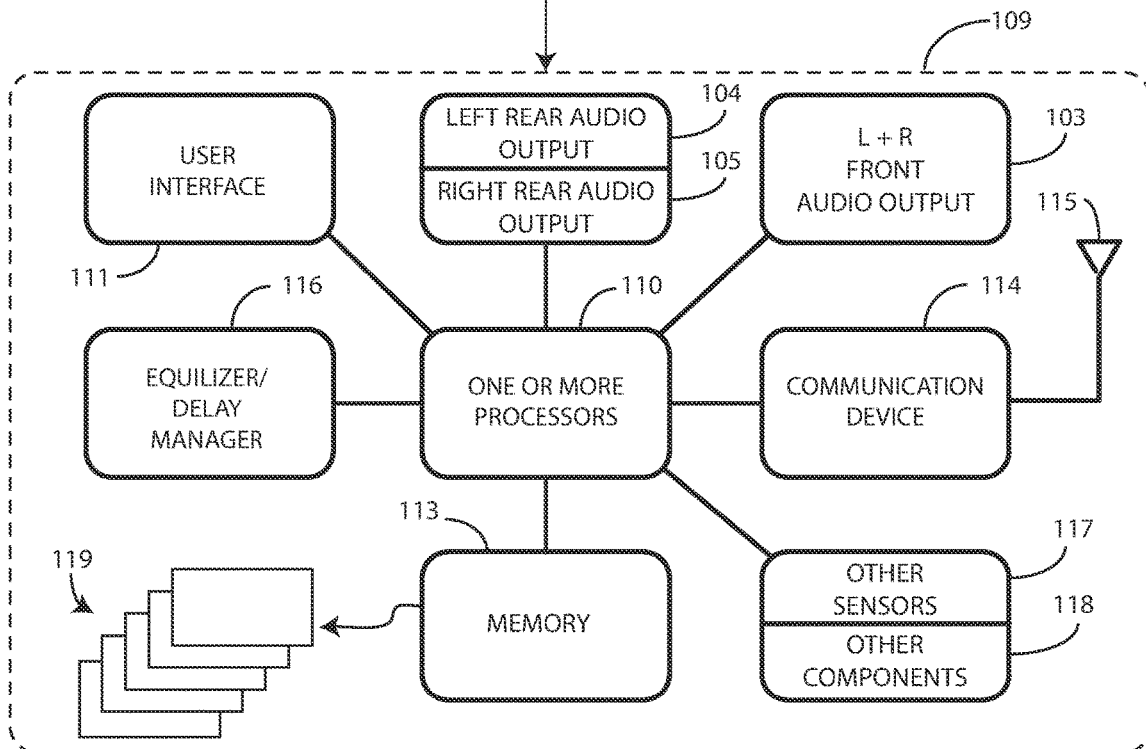 109
USER
INTERFACE
111
LEFT REAR AUDIO
OUTPUT
104
RIGHT REAR AUDIO
OUTPUT
105
L + R
FRONT
AUDIO OUTPUT
103
115
116
EQUILIZER/
DELAY
MANAGER
110
ONE OR MORE
PROCESSORS
114
COMMUNICATION
DEVICE
113
MEMORY
119
117
OTHER
SENSORS
118
OTHER
COMPONENTS